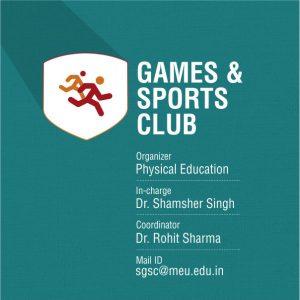 GAMES &
SPORTS
CLUB
Organizer
Physical Education
In-charge
Dr. Shamsher Singh
Coordinator
Dr. Rohit Sharma
Mail ID
sgsc@meu.edu.in